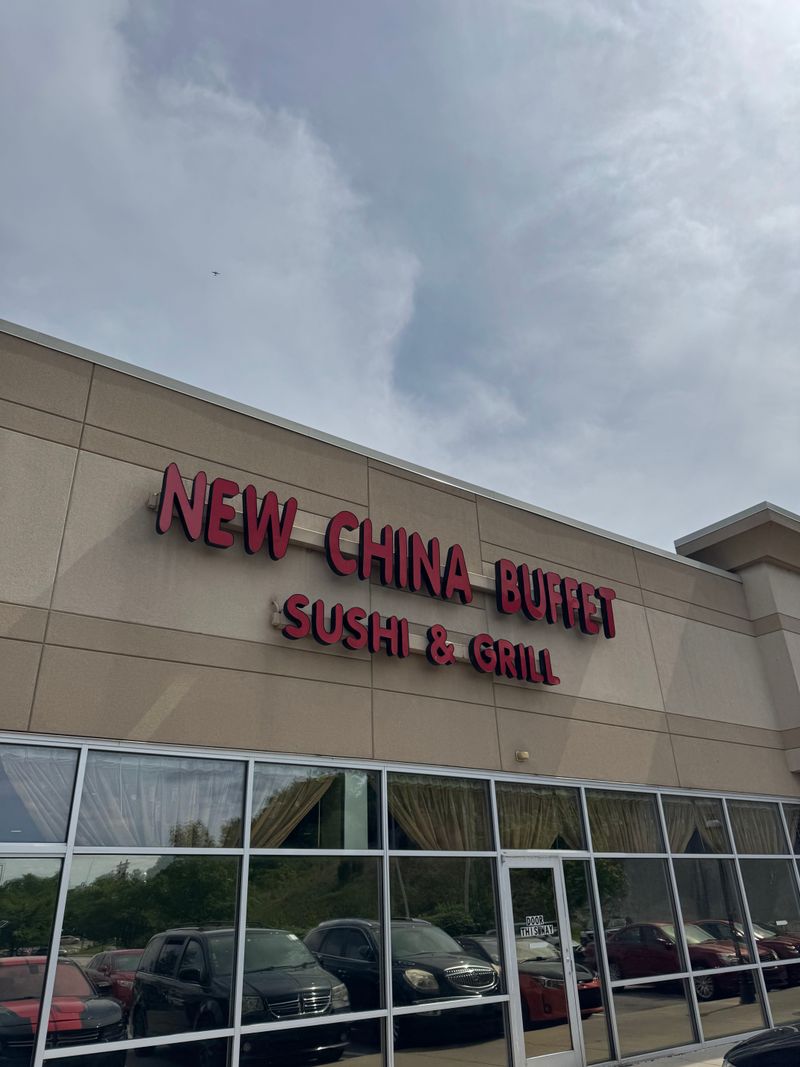 NEW CHINA BUFFET
SUSHI & GRILL
DOOR
THIS WAY